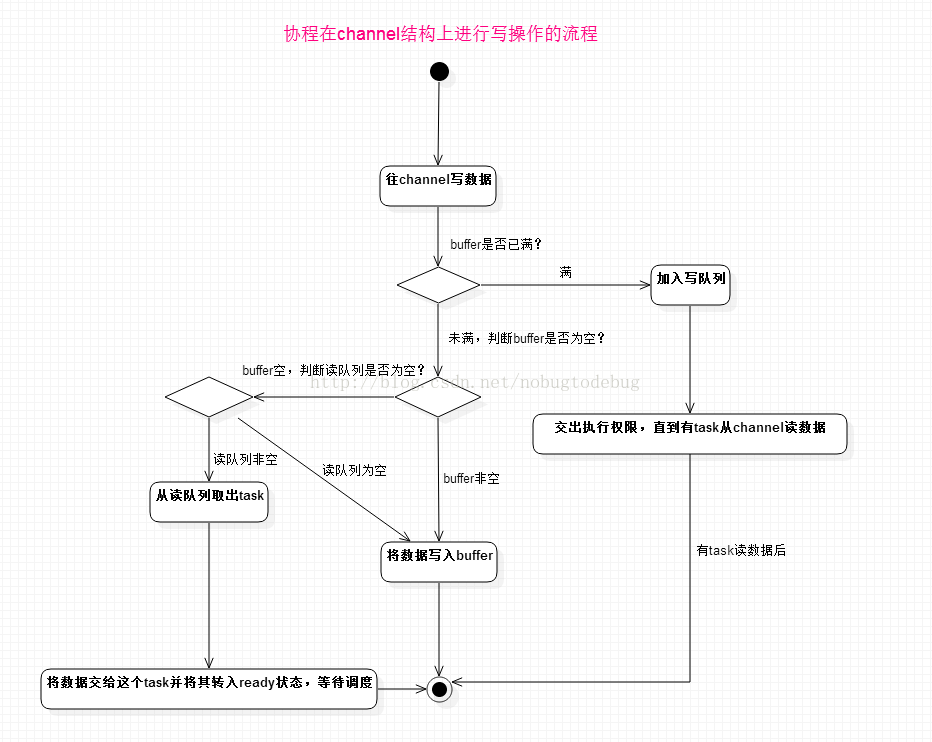 协程在channel结构上进行写操作的流程
往channel写数据
buffer是否已满?
满
加入写队列
未满，判断buffer是否为空?
buffer空，判断读队列是否为空?
http://blog.csdn.net/nobugtodebug
交出执行权限，直到有task从channel读数据
读队列非空
读队列为空
buffer非空
从读队列取出task
将数据写入buffer
有task读数据后
将数据交给这个task并将其转入ready状态，等待调度